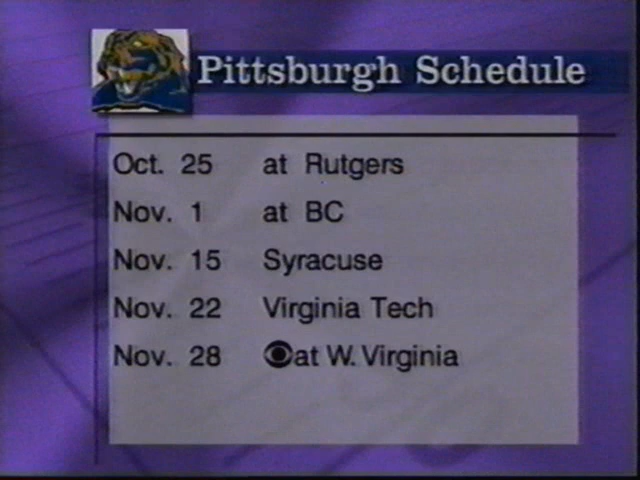 Pittsburgh Schedule
Oct. 25 at Rutgers
Nov. 1 at BC
Nov. 15 Syracuse
Nov. 22 Virginia Tech
Nov. 28 at W. Virginia